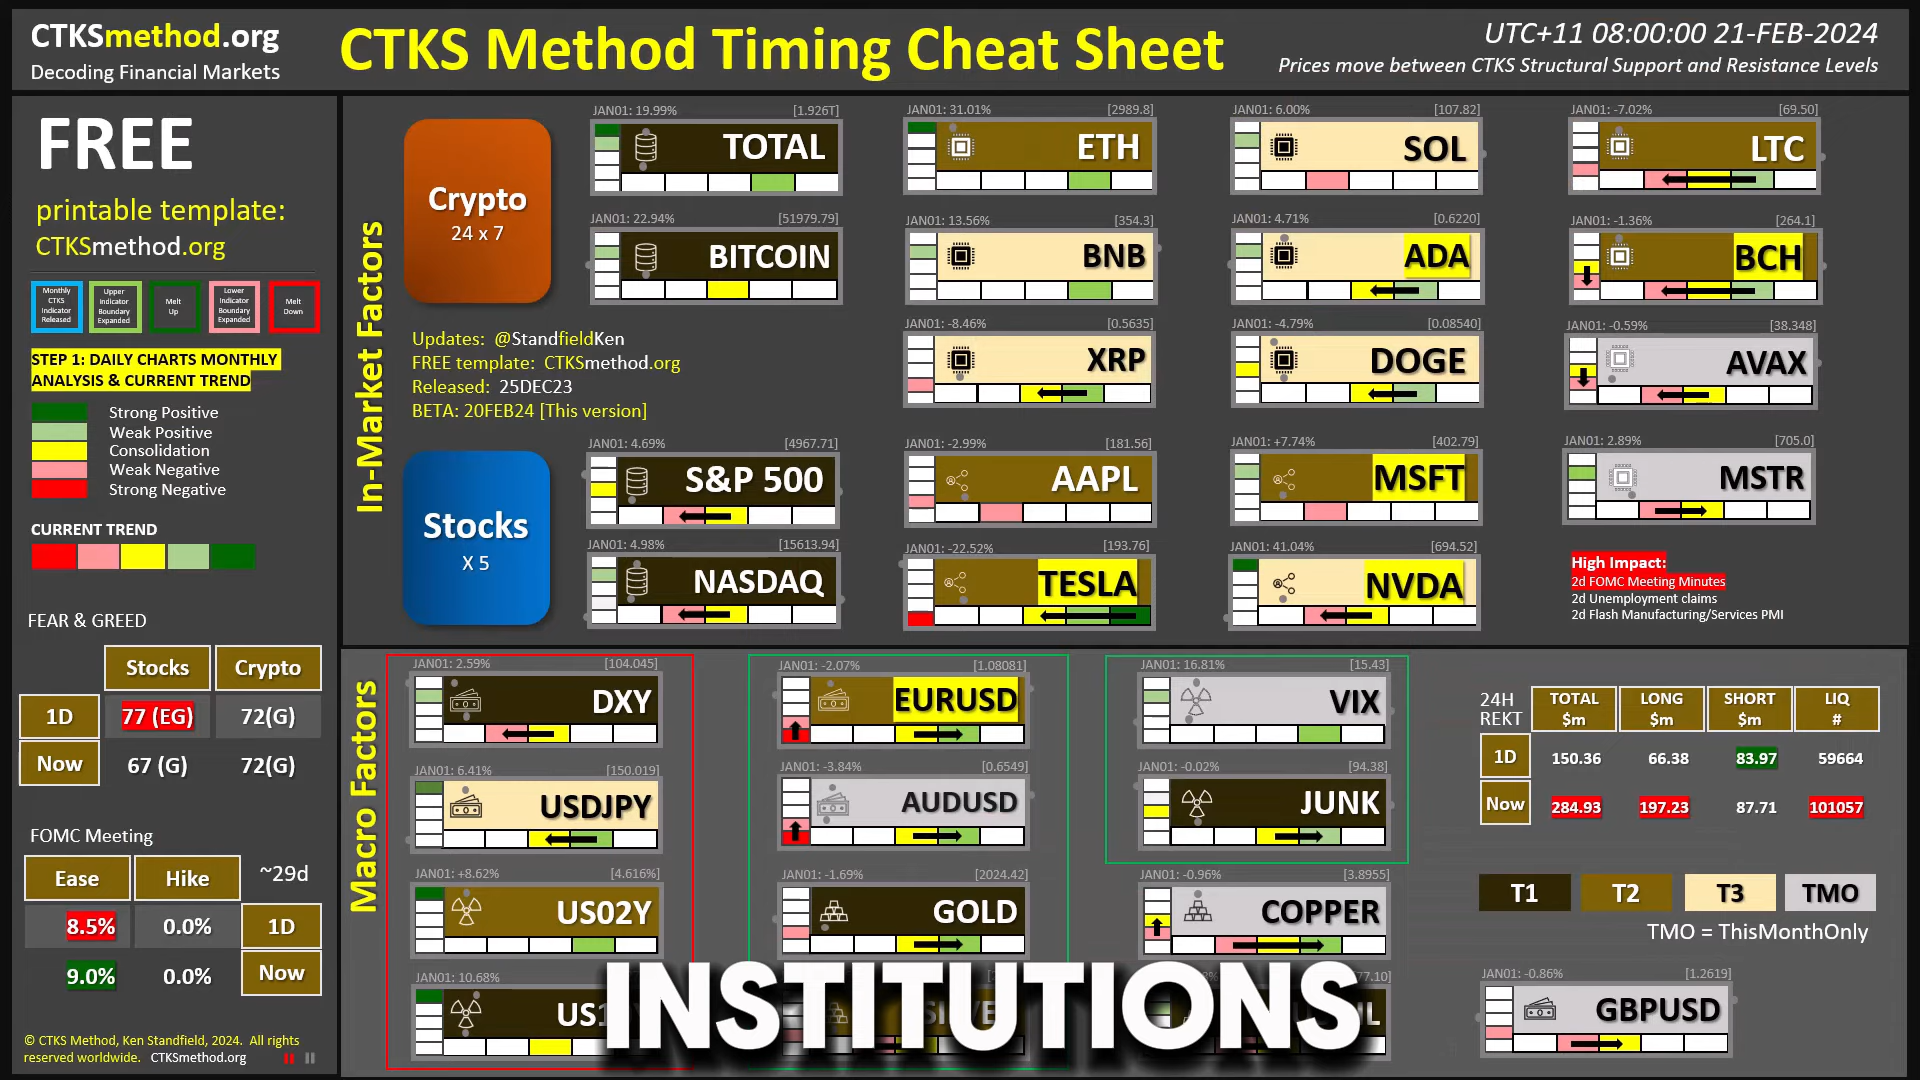 CTKSmethod.org
Decoding Financial Markets
CTKS Method Timing Cheat Sheet
UTC+11 08:00:00 21-FEB-2024
Prices move between CTKS Structural Support and Resistance Levels
FREE
printable template:
CTKSmethod.org
Monthly CTKS Indicator Released
Upper Indicator Boundary Expanded
Melt Up
Lower Indicator Boundary Expanded
Melt Down
STEP 1: DAILY CHARTS MONTHLY
ANALYSIS & CURRENT TREND
Strong Positive
Weak Positive
Consolidation
Weak Negative
Strong Negative
CURRENT TREND
FEAR & GREED
Stocks Crypto
1D 77 (EG) 72(G)
Now 67 (G) 72(G)
FOMC Meeting
Ease Hike ~29d
8.5% 0.0% 1D
9.0% 0.0% Now
© CTKS Method, Ken Standfield, 2024. All rights
reserved worldwide. CTKSmethod.org
In-Market Factors
Crypto
24 x 7
JAN01: 19.99% [1.926T]
TOTAL
JAN01: 31.01% [2989.8]
ETH
JAN01: 6.00% [107.82]
SOL
JAN01: -7.02% [69.50]
LTC
JAN01: 22.94% [51979.79]
BITCOIN
JAN01: 13.56% [354.3]
BNB
JAN01: 4.71% [0.6220]
ADA
JAN01: -1.36% [264.1]
BCH
Updates: @StandfieldKen
FREE template: CTKSmethod.org
Released: 25DEC23
BETA: 20FEB24 [This version]
JAN01: -8.46% [0.5635]
XRP
JAN01: -4.79% [0.08540]
DOGE
JAN01: -0.59% [38.348]
AVAX
Stocks
X 5
JAN01: 4.69% [4967.71]
S&P 500
JAN01: -2.99% [181.56]
AAPL
JAN01: +7.74% [402.79]
MSFT
JAN01: 2.89% [705.0]
MSTR
JAN01: 4.98% [15613.94]
NASDAQ
JAN01: -22.52% [193.76]
TESLA
JAN01: 41.04% [694.52]
NVDA
High Impact:
2d FOMC Meeting Minutes
2d Unemployment claims
2d Flash Manufacturing/Services PMI
Macro Factors
JAN01: 2.59% [104.045]
DXY
JAN01: -2.07% [1.08081]
EURUSD
JAN01: 16.81% [15.43]
VIX
JAN01: 6.41% [150.019]
USDJPY
JAN01: -3.84% [0.6549]
AUDUSD
JAN01: -0.02% [94.38]
JUNK
JAN01: +8.62% [4.616%]
US02Y
JAN01: -1.69% [2024.42]
GOLD
JAN01: -0.96% [3.8955]
COPPER
JAN01: 10.68%
INSTITUTIONS
24H REKT TOTAL $m LONG $m SHORT $m LIQ #
1D 150.36 66.38 83.97 59664
Now 284.93 197.23 87.71 101057
T1 T2 T3 TMO
TMO = ThisMonthOnly
JAN01: -0.86% [1.2619]
GBPUSD